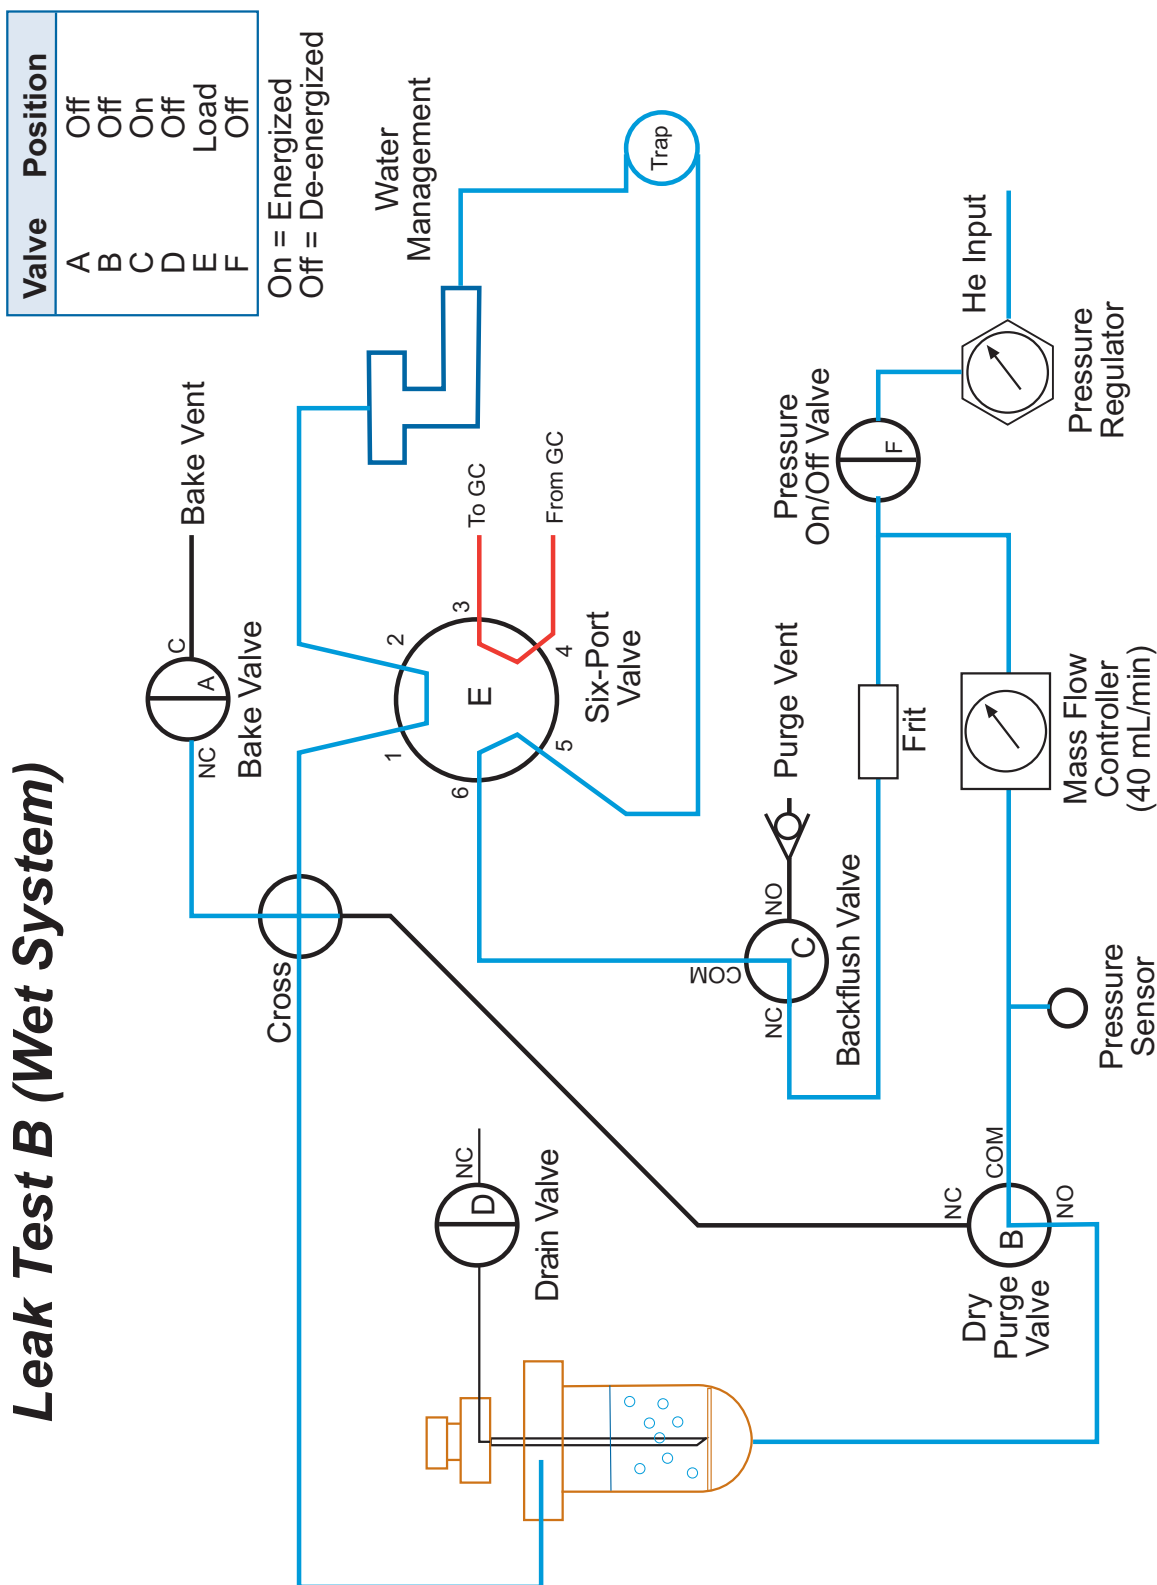 Leak Test B (Wet System)
Valve Position
A Off
B Off
C On
D Off
E Load
F Off
On = Energized
Off = De-energized
Bake Vent
C
A
NC
Bake Valve
Water
Management
Trap
To GC
From GC
1
2
3
4
5
6
E
Six-Port
Valve
Cross
He Input
Pressure
Regulator
Pressure
On/Off Valve
F
Purge Vent
NO
C
COM
NC
Backflush Valve
Frit
Mass Flow
Controller
(40 mL/min)
Pressure
Sensor
NC
D
Drain Valve
NC
COM
B
NO
Dry
Purge
Valve